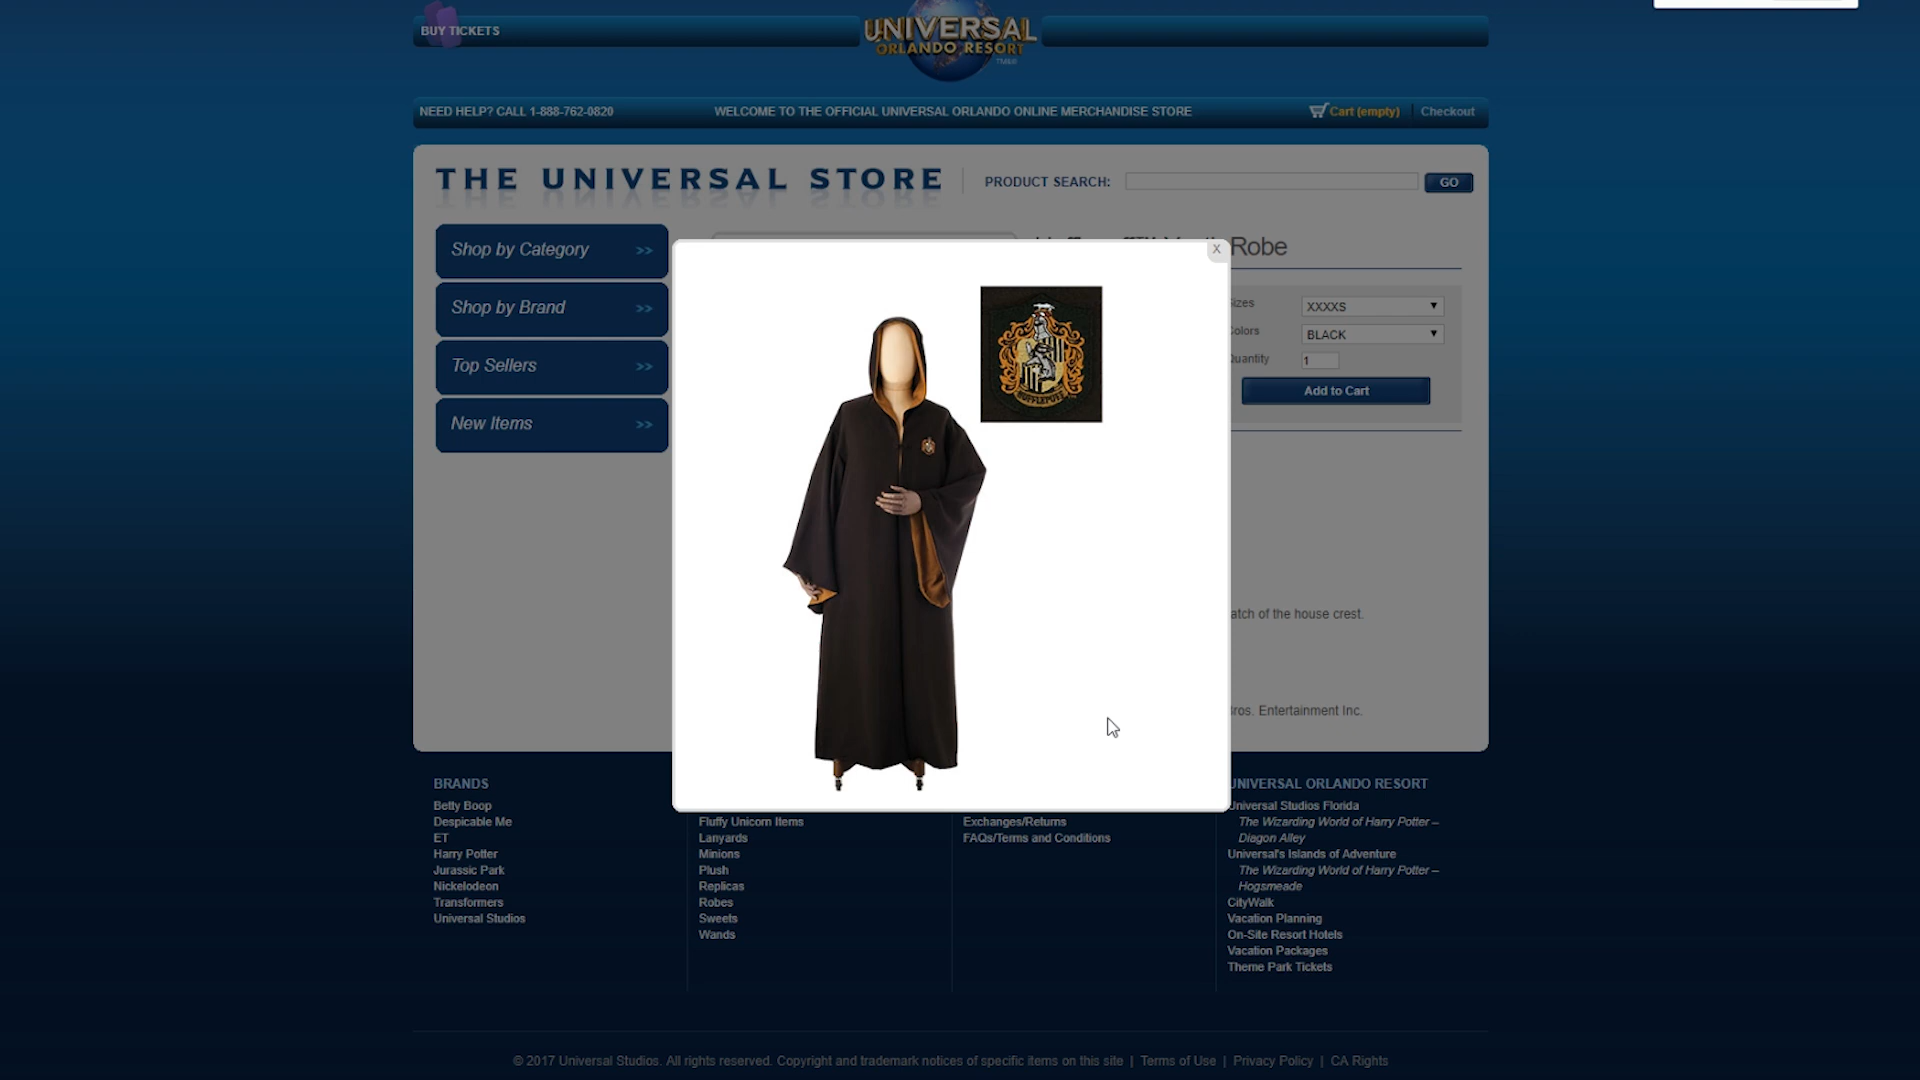 BUY TICKETS
UNIVERSAL
ORLANDO RESORT
NEED HELP? CALL 1-888-762-0820
WELCOME TO THE OFFICIAL UNIVERSAL ORLANDO ONLINE MERCHANDISE STORE
Cart (empty)
Checkout
THE UNIVERSAL STORE
PRODUCT SEARCH:
GO
Shop by Category >>
Shop by Brand >>
Top Sellers >>
New Items >>
X
Robe
XXXXS
Colors
BLACK
Quantity
1
Add to Cart
HUFFLEPUFF
of the house crest.
Entertainment Inc.
BRANDS
Betty Boop
Despicable Me
ET
Harry Potter
Jurassic Park
Nickelodeon
Transformers
Universal Studios
Fluffy Unicorn Items
Lanyards
Minions
Plush
Replicas
Robes
Sweets
Wands
Exchanges/Returns
FAQs/Terms and Conditions
UNIVERSAL ORLANDO RESORT
Universal Studios Florida
The Wizarding World of Harry Potter –
Diagon Alley
Universal's Islands of Adventure
The Wizarding World of Harry Potter –
Hogsmeade
CityWalk
Vacation Planning
On-Site Resort Hotels
Vacation Packages
Theme Park Tickets
© 2017 Universal Studios. All rights reserved. Copyright and trademark notices of specific items on this site | Terms of Use | Privacy Policy | CA Rights